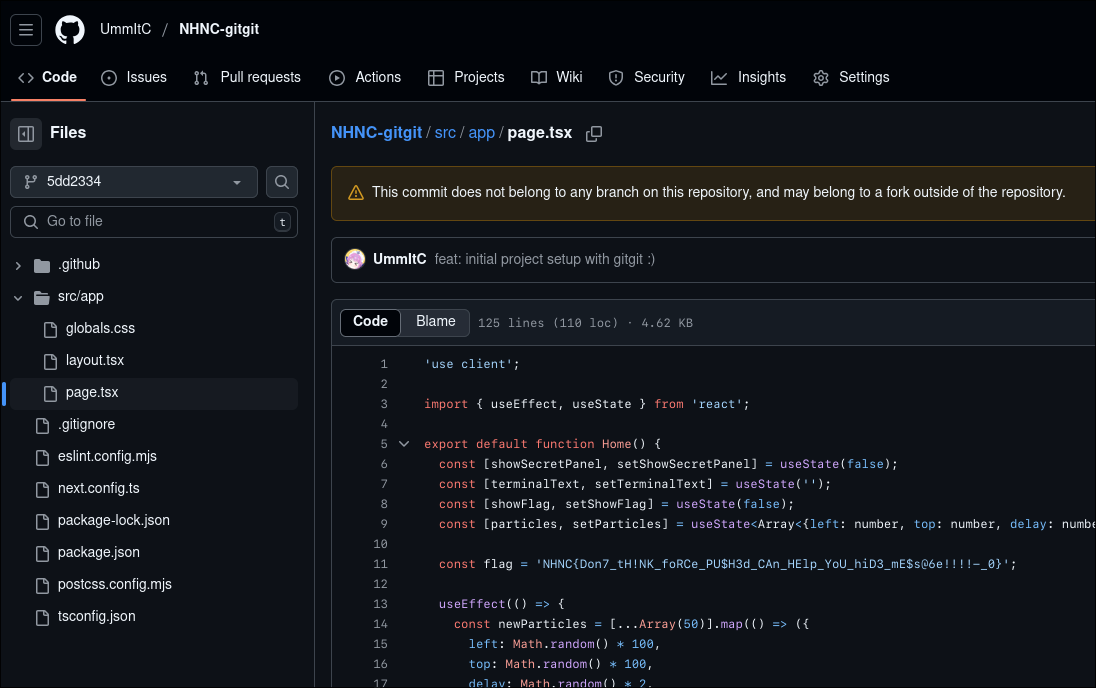 UmmItC / NHNC-gitgit
Code Issues Pull requests Actions Projects Wiki Security Insights Settings
Files
5dd2334
Go to file t
.github
src/app
globals.css
layout.tsx
page.tsx
.gitignore
eslint.config.mjs
next.config.ts
package-lock.json
package.json
postcss.config.mjs
tsconfig.json
NHNC-gitgit / src / app / page.tsx
This commit does not belong to any branch on this repository, and may belong to a fork outside of the repository.
UmmItC feat: initial project setup with gitgit :)
Code Blame 125 lines (110 loc) · 4.62 KB
1 'use client';
2
3 import { useEffect, useState } from 'react';
4
5 export default function Home() {
6 const [showSecretPanel, setShowSecretPanel] = useState(false);
7 const [terminalText, setTerminalText] = useState('');
8 const [showFlag, setShowFlag] = useState(false);
9 const [particles, setParticles] = useState<Array<{left: number, top: number, delay: numbe
10
11 const flag = 'NHNC{Don7_tH!NK_foRCe_PU$H3d_CAn_HElp_YoU_hiD3_mE$s@6e!!!!-_0}';
12
13 useEffect(() => {
14 const newParticles = [...Array(50)].map(() => ({
15 left: Math.random() * 100,
16 top: Math.random() * 100,
17 delay: Math.random() * 2,